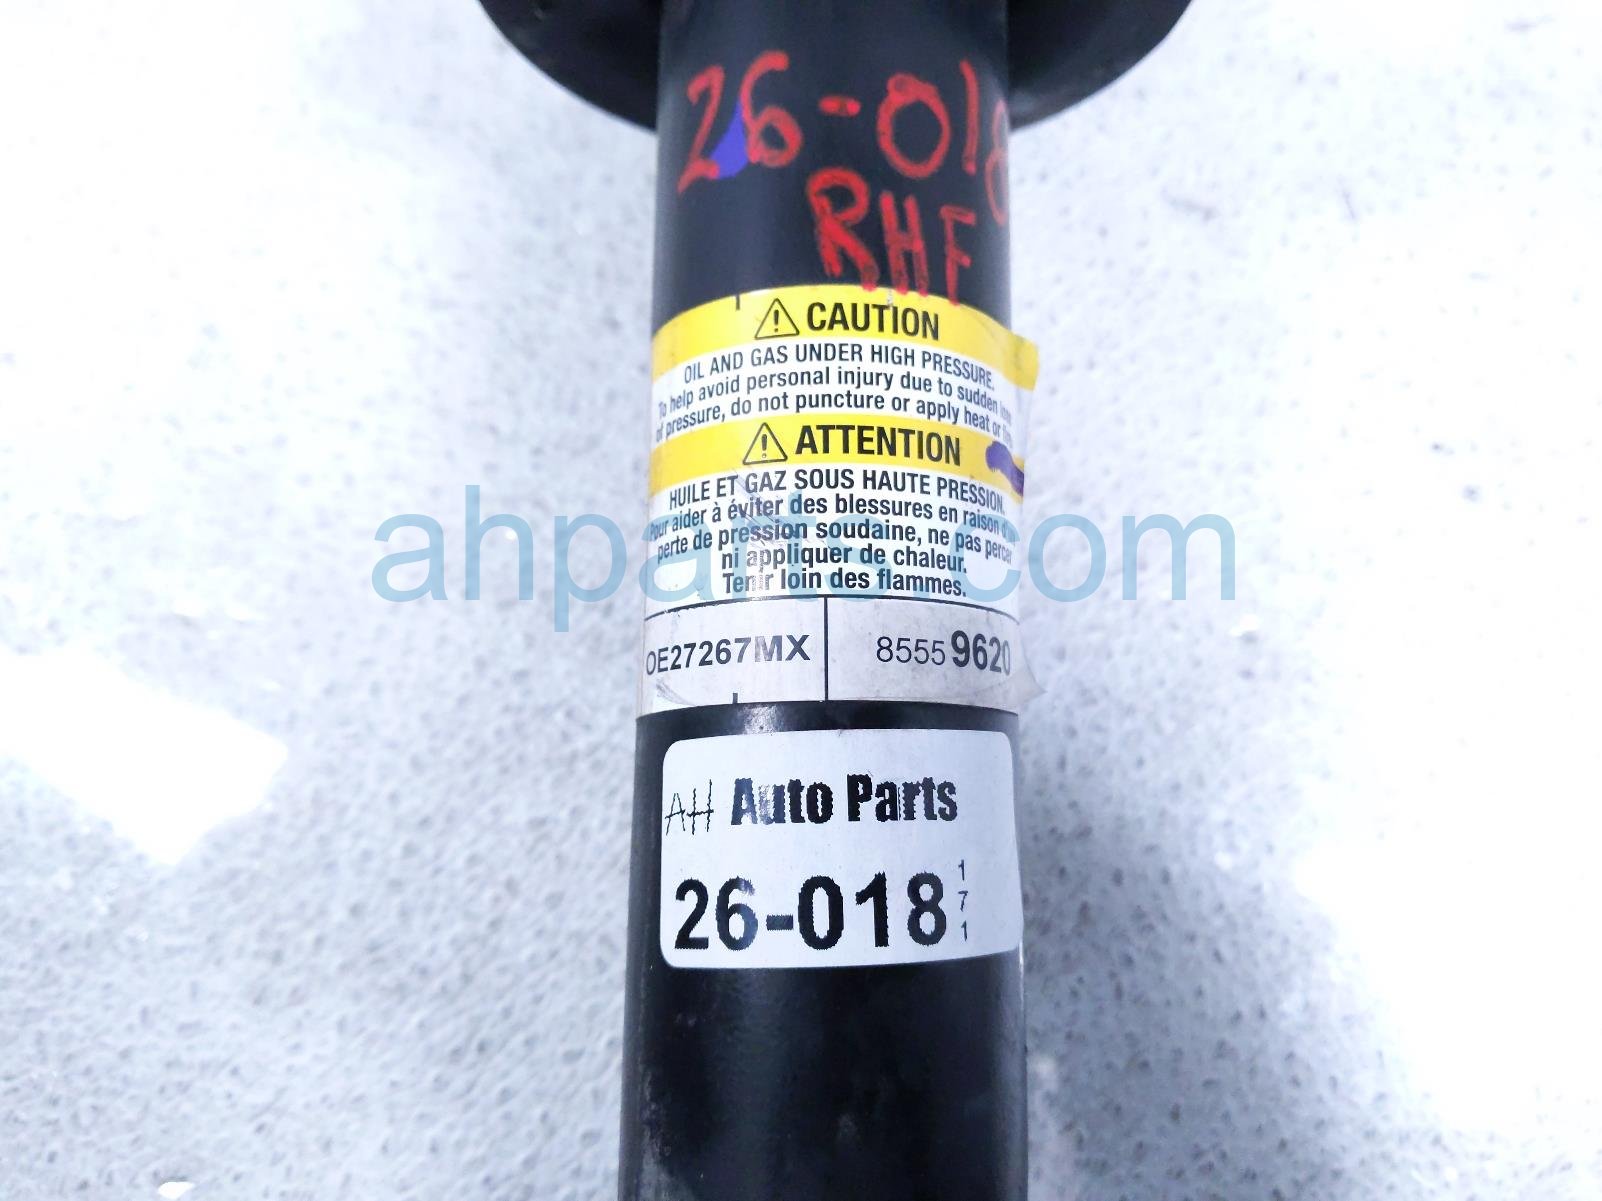 26-018
RHF
CAUTION
OIL AND GAS UNDER HIGH PRESSURE.
To help avoid personal injury due to sudden
of pressure, do not puncture or apply heat or
ATTENTION
HUILE ET GAZ SOUS HAUTE PRESSION.
Pour aider à éviter des blessures en raison
perte de pression soudaine, ne pas percer
ni appliquer de chaleur.
Tenir loin des flammes.
ahparts.com
OE27267MX 85559620
AH Auto Parts
26-018 171